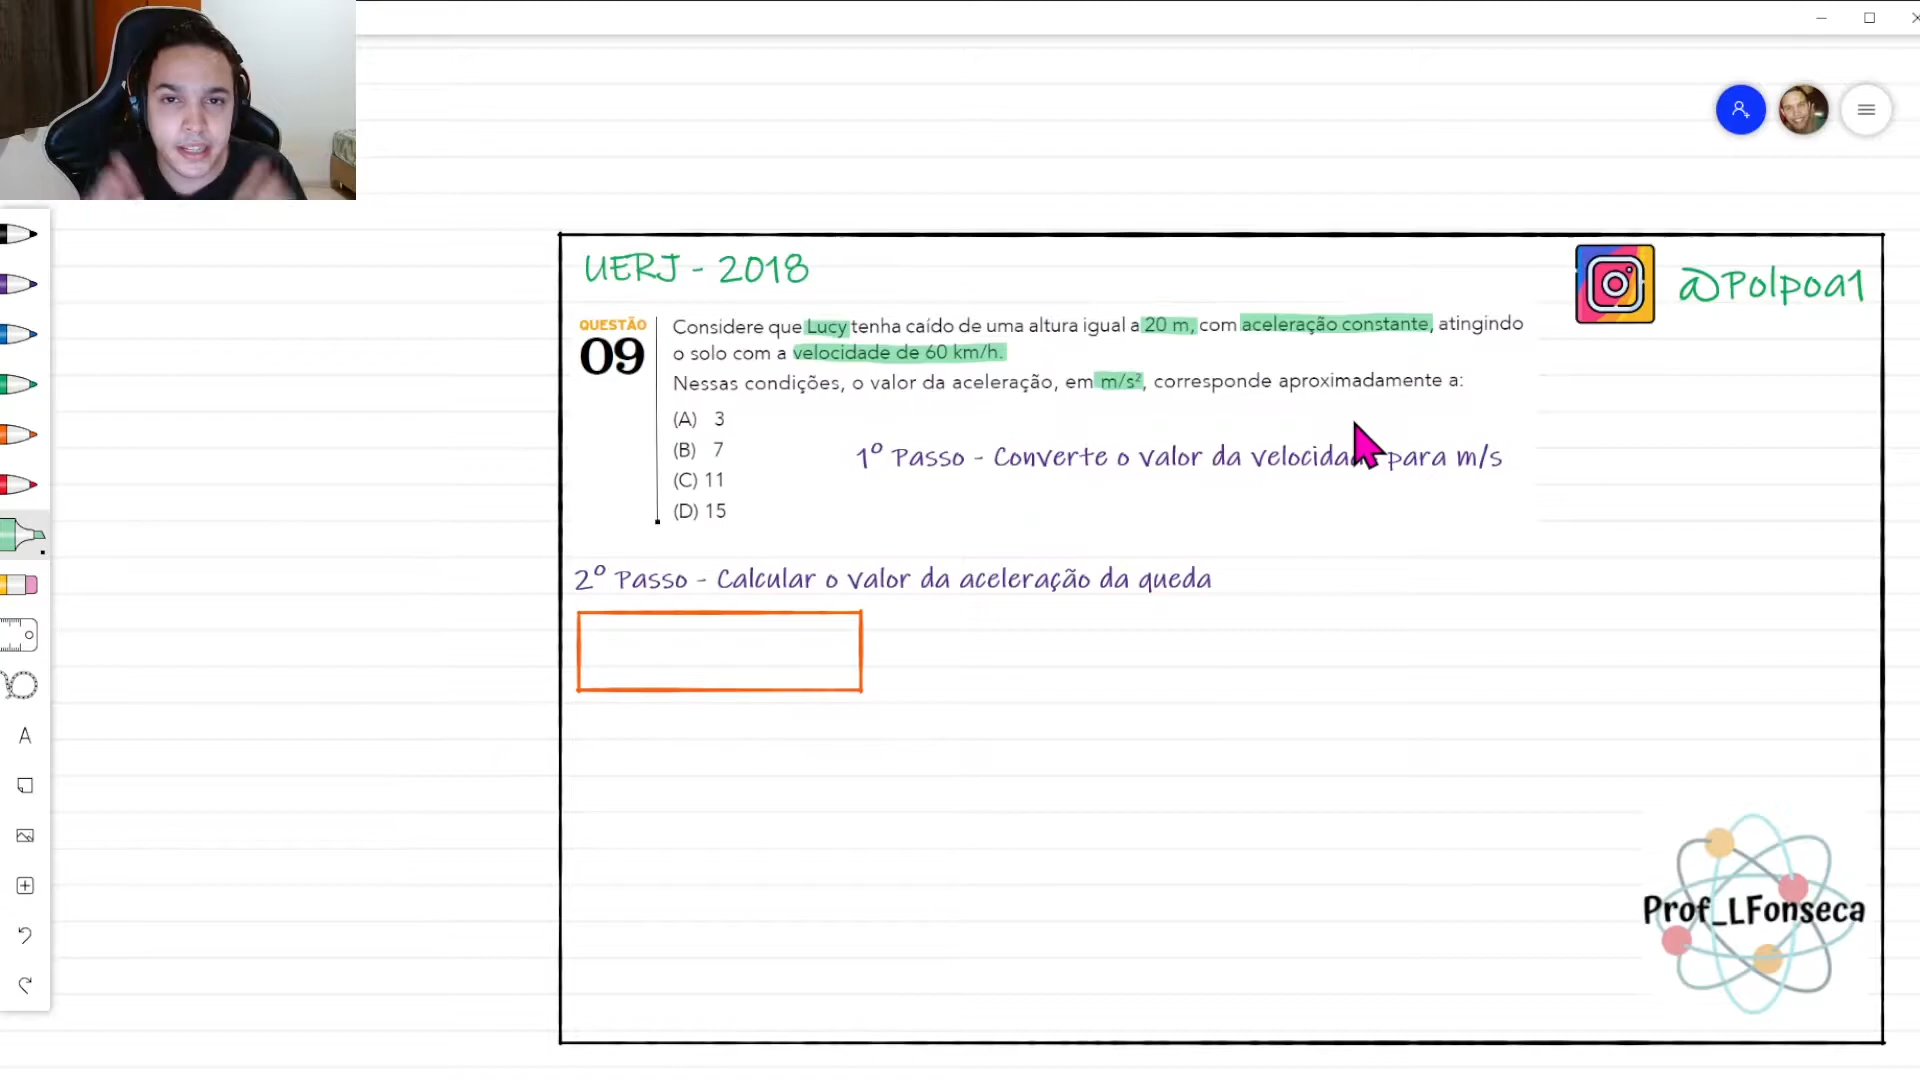 UERJ - 2018
@Polpoa1
QUESTÃO
09
Considere que Lucy tenha caído de uma altura igual a 20 m, com aceleração constante, atingindo
o solo com a velocidade de 60 km/h.
Nessas condições, o valor da aceleração, em m/s², corresponde aproximadamente a:
(A) 3
(B) 7
(C) 11
(D) 15
1º Passo - Converte o valor da velocidade para m/s
2º Passo - Calcular o valor da aceleração da queda
Prof_LFonseca
A